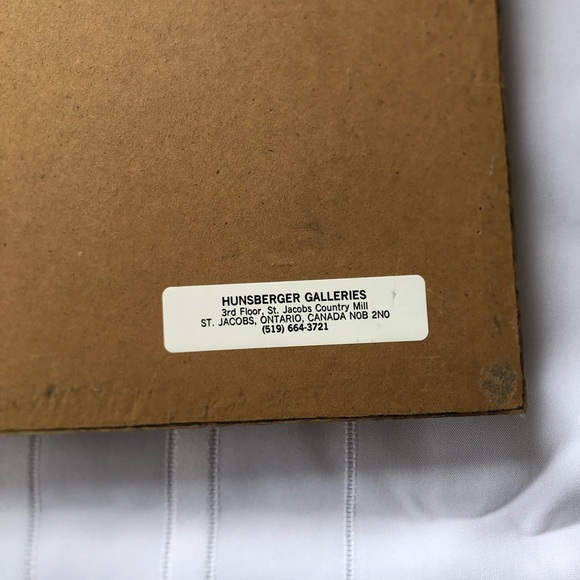 HUNSBERGER GALLERIES
3rd Floor, St. Jacobs Country Mill
ST. JACOBS, ONTARIO, CANADA N0B 2N0
(519) 664-3721